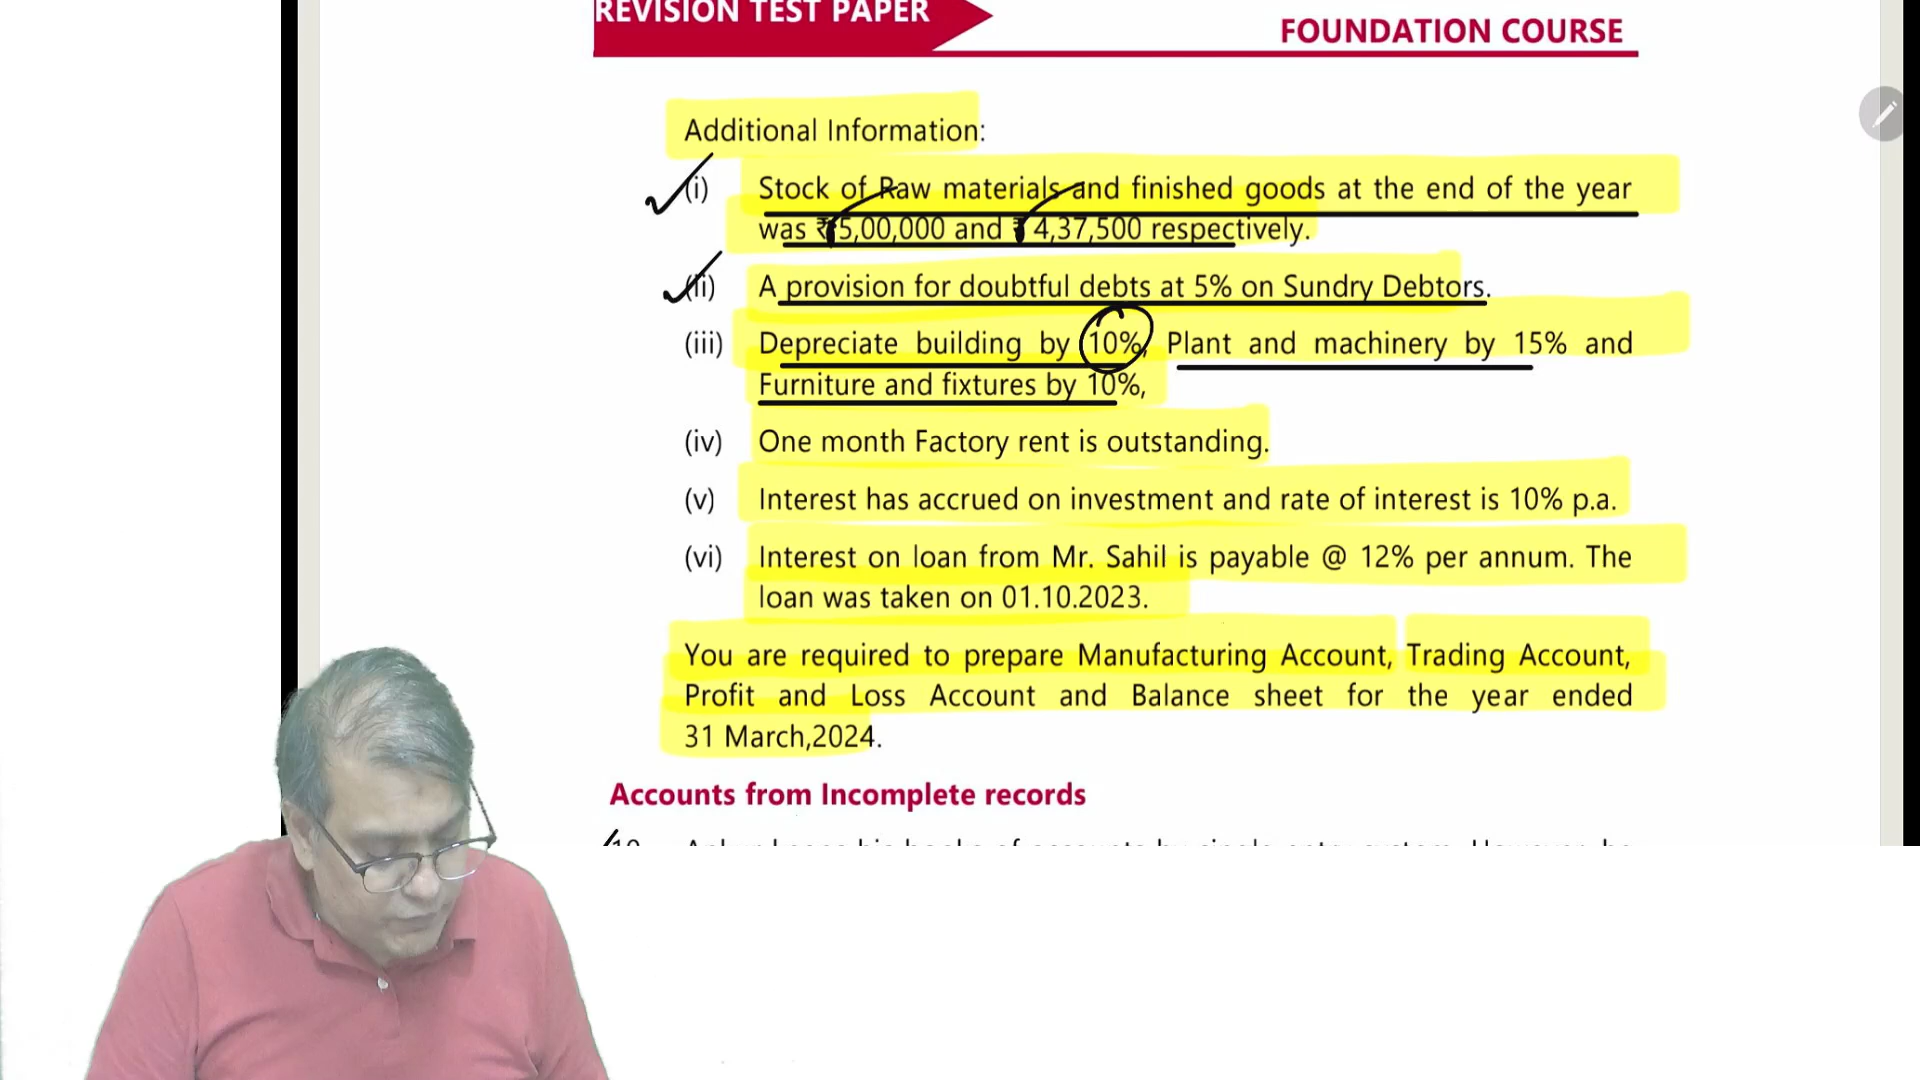 REVISION TEST PAPER
FOUNDATION COURSE
Additional Information:
(i) Stock of Raw materials and finished goods at the end of the year
was ₹ 5,00,000 and ₹ 4,37,500 respectively.
(ii) A provision for doubtful debts at 5% on Sundry Debtors.
(iii) Depreciate building by 10%, Plant and machinery by 15% and
Furniture and fixtures by 10%,
(iv) One month Factory rent is outstanding.
(v) Interest has accrued on investment and rate of interest is 10% p.a.
(vi) Interest on loan from Mr. Sahil is payable @ 12% per annum. The
loan was taken on 01.10.2023.
You are required to prepare Manufacturing Account, Trading Account,
Profit and Loss Account and Balance sheet for the year ended
31 March,2024.
Accounts from Incomplete records